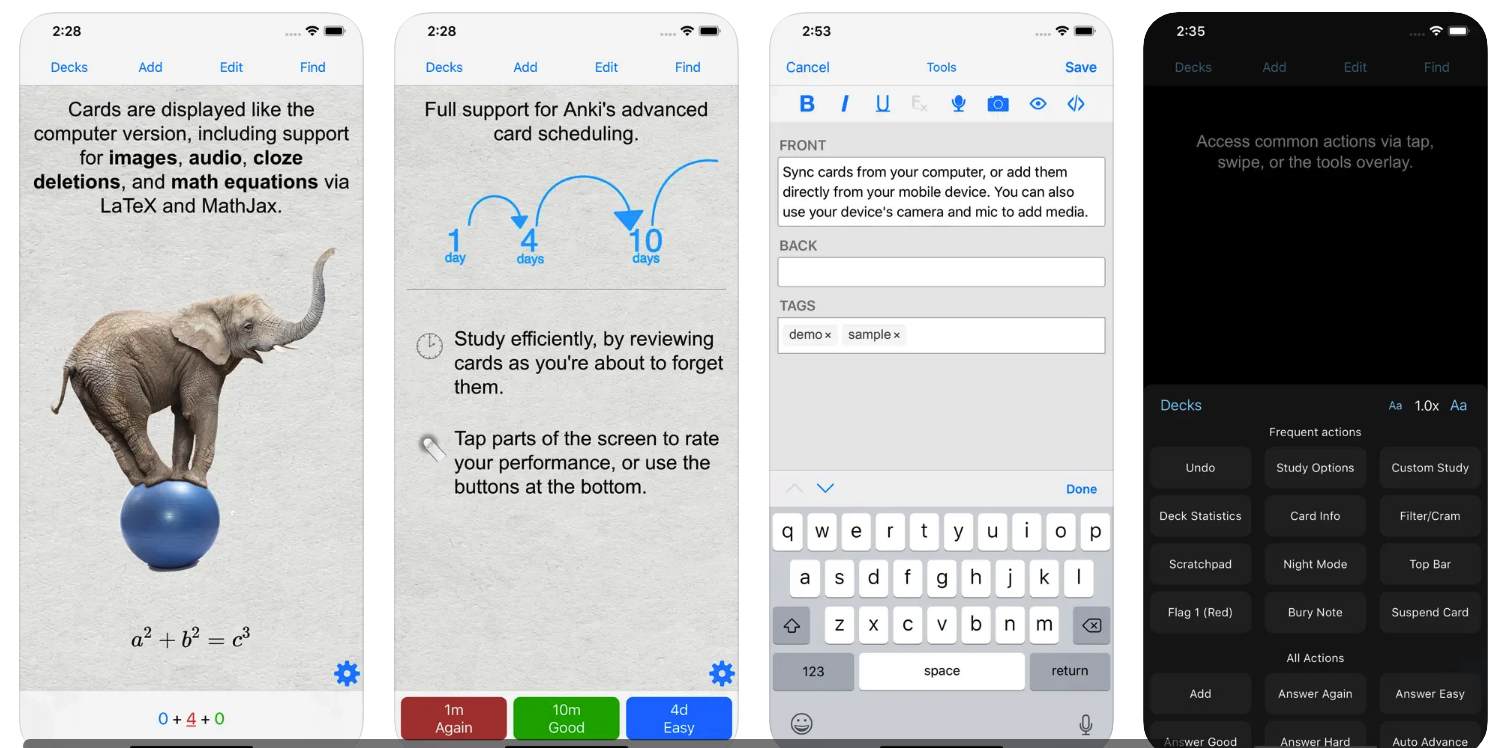 2:28
Decks Add Edit Find
Cards are displayed like the
computer version, including support
for images, audio, cloze
deletions, and math equations via
LaTeX and MathJax.
a² + b² = c³
0 + 4 + 0
2:28
Decks Add Edit Find
Full support for Anki's advanced
card scheduling.
1 4 10
day days days
Study efficiently, by reviewing
cards as you're about to forget
them.
Tap parts of the screen to rate
your performance, or use the
buttons at the bottom.
1m 10m 4d
Again Good Easy
2:53
Cancel Tools Save
B I U Ex </>
FRONT
Sync cards from your computer, or add them
directly from your mobile device. You can also
use your device's camera and mic to add media.
BACK
TAGS
demo× sample×
Done
q w e r t y u i o p
a s d f g h j k l
z x c v b n m
123 space return
2:35
Decks Add Edit Find
Access common actions via tap,
swipe, or the tools overlay.
Decks Aa 1.0x Aa
Frequent actions
Undo Study Options Custom Study
Deck Statistics Card Info Filter/Cram
Scratchpad Night Mode Top Bar
Flag 1 (Red) Bury Note Suspend Card
All Actions
Add Answer Again Answer Easy
Answer Good Answer Hard Auto Advance